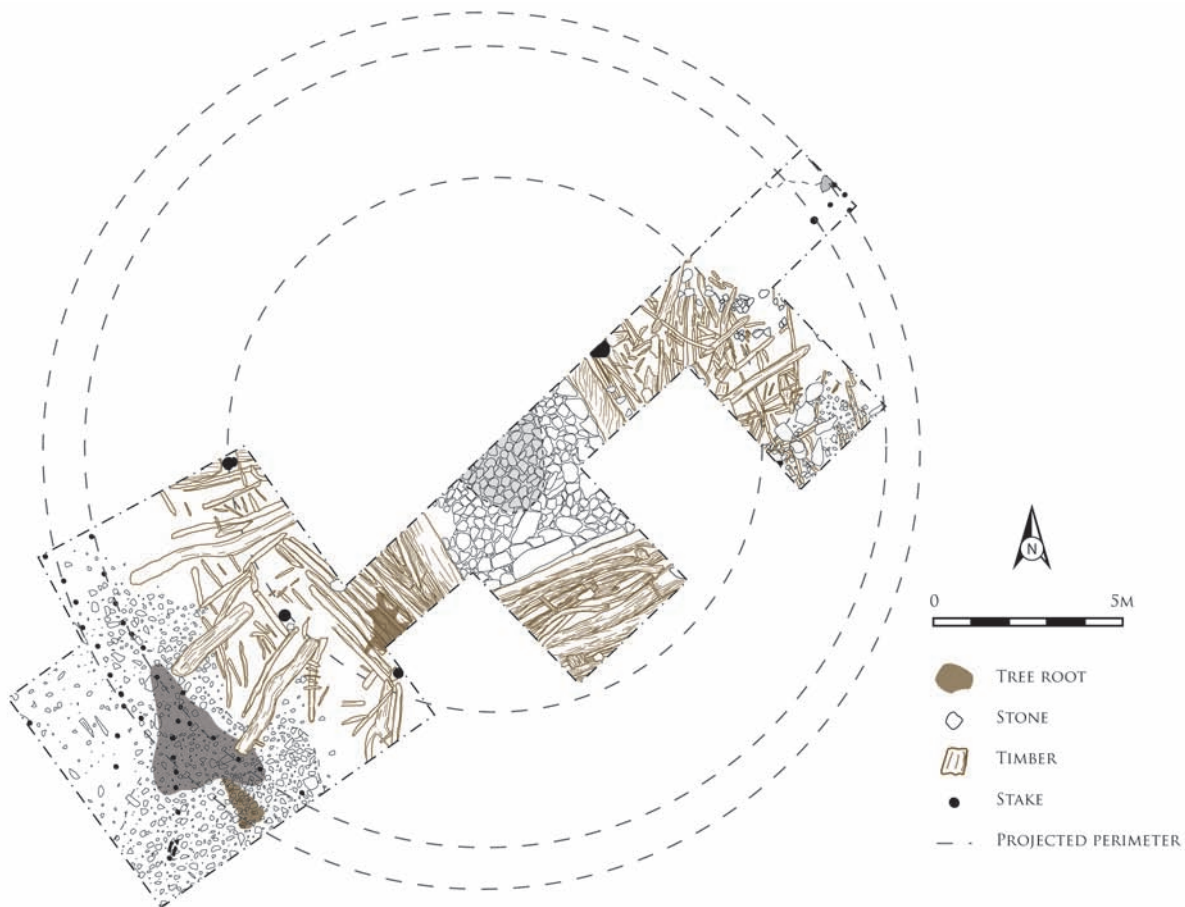 N
0 5M
TREE ROOT
STONE
TIMBER
STAKE
PROJECTED PERIMETER